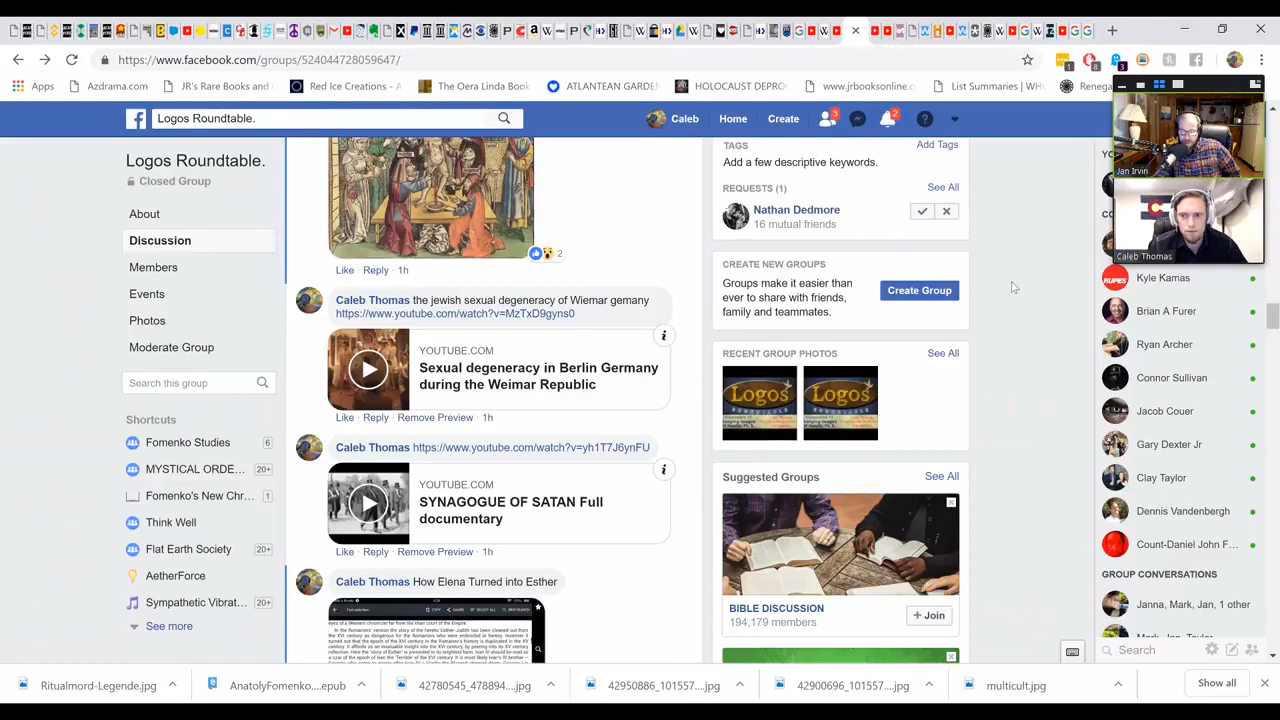 https://www.facebook.com/groups/524044728059647/
1
8
3
Apps
Azdrama.com
JR's Rare Books and
Red Ice Creations - A
Dera Linda Book
ATLANTEAN GARDE
HOLOCAUST DEPRO
www.jrbooksonline.c
List Summaries | WH
Renega
Logos Roundtable.
Caleb
Home
Create
3
2
Jan Irvin
Caleb Thomas
Logos Roundtable.
Closed Group
About
Discussion
Members
Events
Photos
Moderate Group
Search this group
Shortcuts
Fomenko Studies 6
MYSTICAL ORDE... 20+
Fomenko's New Chr... 1
Think Well
Flat Earth Society 20+
AetherForce
Sympathetic Vibrat... 20+
See more
2
Like · Reply · 1h
Caleb Thomas the jewish sexual degeneracy of Wiemar germany
https://www.youtube.com/watch?v=MzTxD9gyns0
YOUTUBE.COM
Sexual degeneracy in Berlin Germany
during the Weimar Republic
Like · Reply · Remove Preview · 1h
Caleb Thomas https://www.youtube.com/watch?v=yh1T7J6ynFU
YOUTUBE.COM
SYNAGOGUE OF SATAN Full
documentary
Like · Reply · Remove Preview · 1h
Caleb Thomas How Elena Turned into Esther
TAGS Add Tags
Add a few descriptive keywords.
REQUESTS (1) See All
Nathan Dedmore
16 mutual friends
CREATE NEW GROUPS
Groups make it easier than
ever to share with friends,
family and teammates.
Create Group
RECENT GROUP PHOTOS See All
Logos
Logos
Suggested Groups See All
BIBLE DISCUSSION
194,179 members
+ Join
Kyle Kamas
Brian A Furer
Ryan Archer
Connor Sullivan
Jacob Couer
Gary Dexter Jr
Clay Taylor
Dennis Vandenbergh
Count-Daniel John F...
GROUP CONVERSATIONS
Janna, Mark, Jan, 1 other
Search
Ritualmord-Legende.jpg
AnatolyFomenko....epub
42780545_478894....jpg
42950886_101557....jpg
42900696_101557....jpg
multicult.jpg
Show all